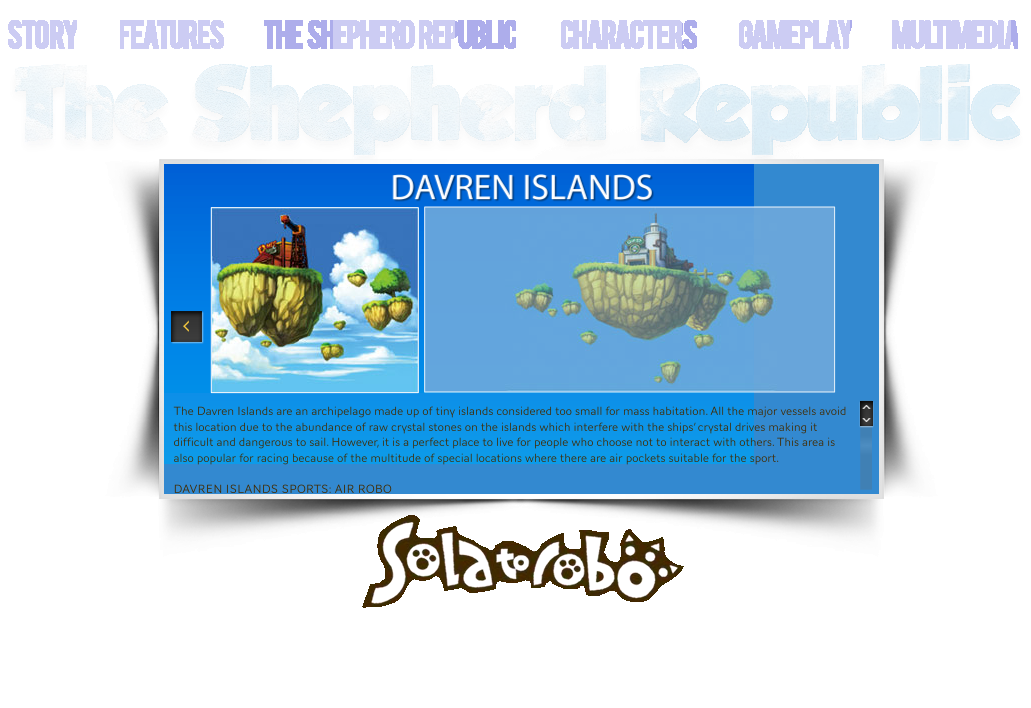 STORY FEATURES THE SHEPHERD REPUBLIC CHARACTERS GAMEPLAY MULTIMEDIA
The Shepherd Republic
DAVREN ISLANDS
The Davren Islands are an archipelago made up of tiny islands considered too small for mass habitation. All the major vessels avoid
this location due to the abundance of raw crystal stones on the islands which interfere with the ships' crystal drives making it
difficult and dangerous to sail. However, it is a perfect place to live for people who choose not to interact with others. This area is
also popular for racing because of the multitude of special locations where there are air pockets suitable for the sport.
DAVREN ISLANDS SPORTS: AIR ROBO
Solatorobo